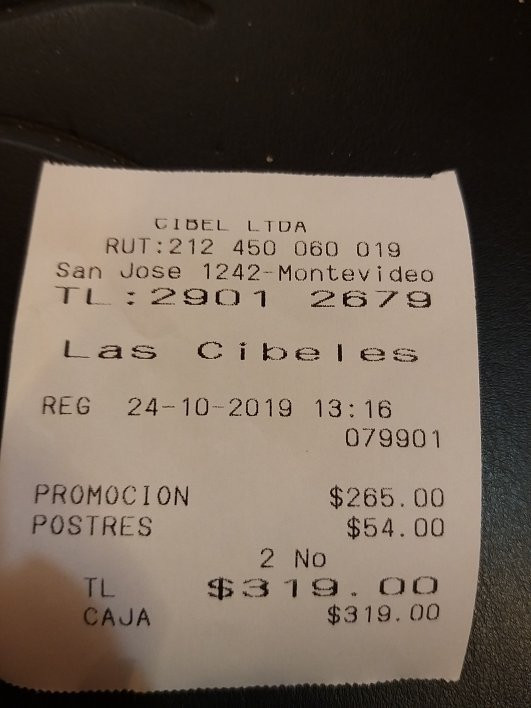 CIBEL LTDA
RUT:212 450 060 019
San Jose 1242-Montevideo
TL:2901 2679
Las Cibeles
REG 24-10-2019 13:16
079901
PROMOCION $265.00
POSTRES $54.00
2 No
TL $319.00
CAJA $319.00